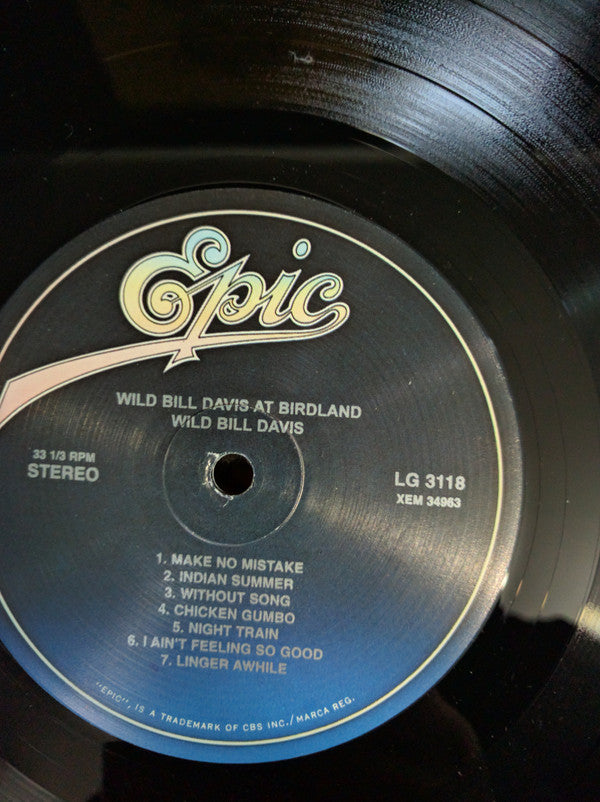 Epic
WILD BILL DAVIS AT BIRDLAND
WILD BILL DAVIS
33 1/3 RPM
STEREO
LG 3118
XEM 34963
1. MAKE NO MISTAKE
2. INDIAN SUMMER
3. WITHOUT SONG
4. CHICKEN GUMBO
5. NIGHT TRAIN
6. I AIN'T FEELING SO GOOD
7. LINGER AWHILE
"EPIC", IS A TRADEMARK OF CBS INC./MARCA REG.